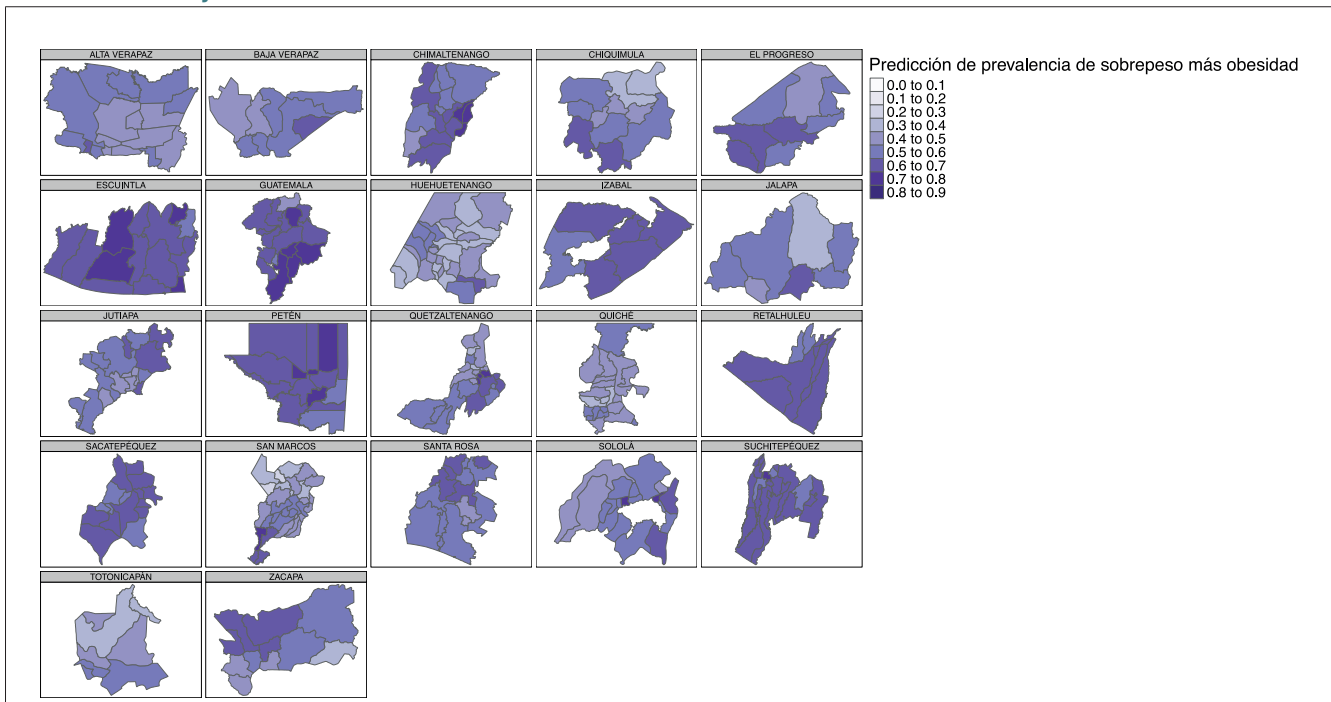 ALTA VERAPAZ
BAJA VERAPAZ
CHIMALTENANGO
CHIQUIMULA
EL PROGRESO
Predicción de prevalencia de sobrepeso más obesidad
0.0 to 0.1
0.1 to 0.2
0.2 to 0.3
0.3 to 0.4
0.4 to 0.5
0.5 to 0.6
0.6 to 0.7
0.7 to 0.8
0.8 to 0.9
ESCUINTLA
GUATEMALA
HUEHUETENANGO
IZABAL
JALAPA
JUTIAPA
PETÉN
QUETZALTENANGO
QUICHÉ
RETALHULEU
SACATEPÉQUEZ
SAN MARCOS
SANTA ROSA
SOLOLÁ
SUCHITEPÉQUEZ
TOTONICAPÁN
ZACAPA